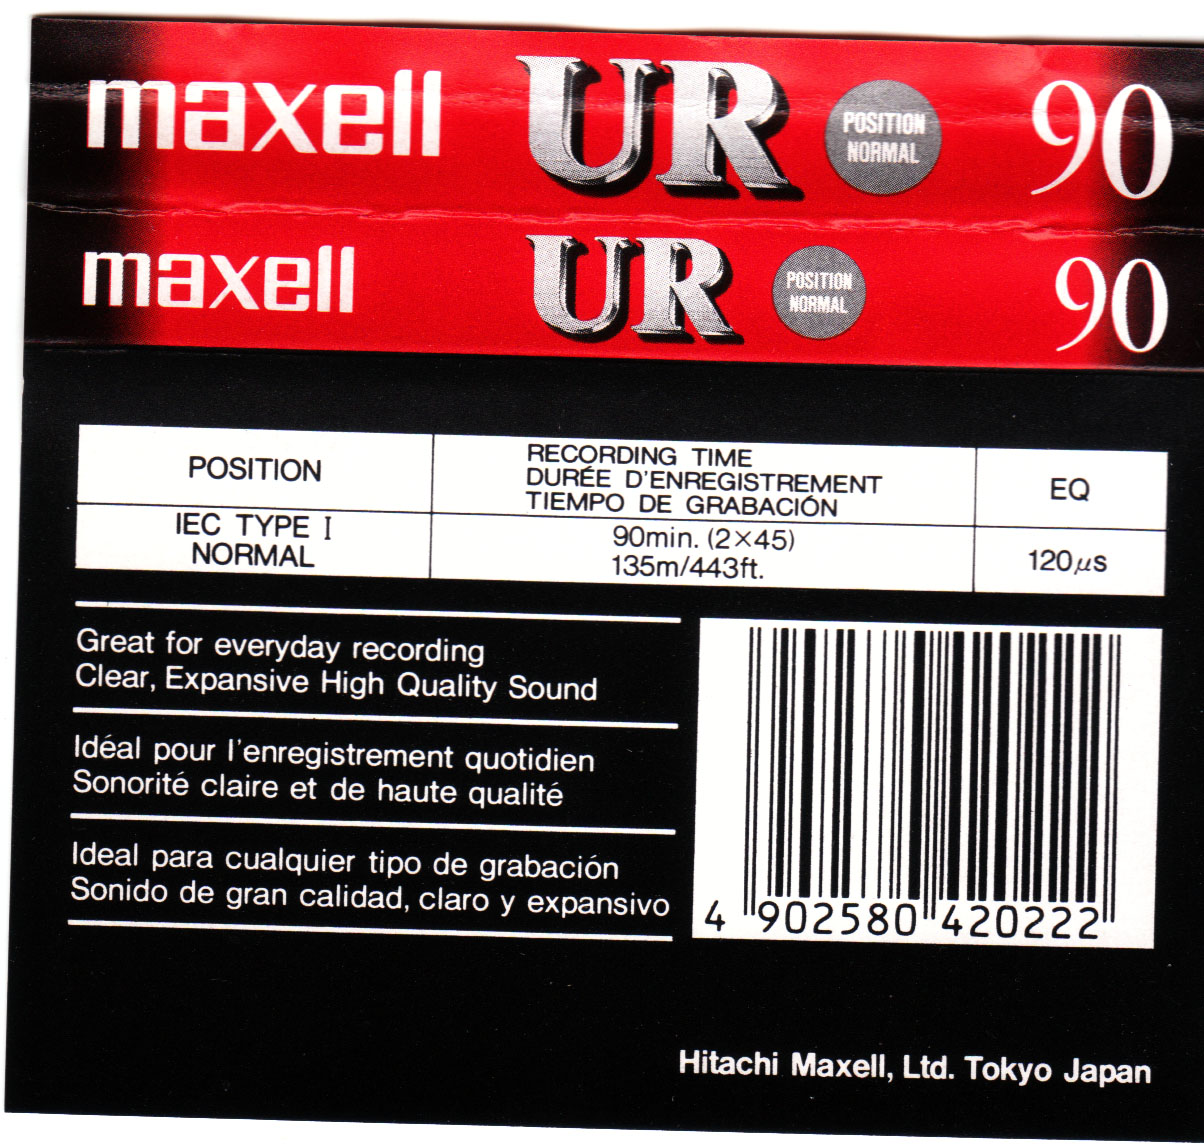 maxell UR POSITION NORMAL 90
maxell UR POSITION NORMAL 90
POSITION
RECORDING TIME
DURÉE D'ENREGISTREMENT
TIEMPO DE GRABACIÓN
EQ
IEC TYPE I
NORMAL
90min. (2×45)
135m/443ft.
120µs
Great for everyday recording
Clear, Expansive High Quality Sound
Idéal pour l'enregistrement quotidien
Sonorité claire et de haute qualité
Ideal para cualquier tipo de grabación
Sonido de gran calidad, claro y expansivo
4 902580 420222
Hitachi Maxell, Ltd. Tokyo Japan